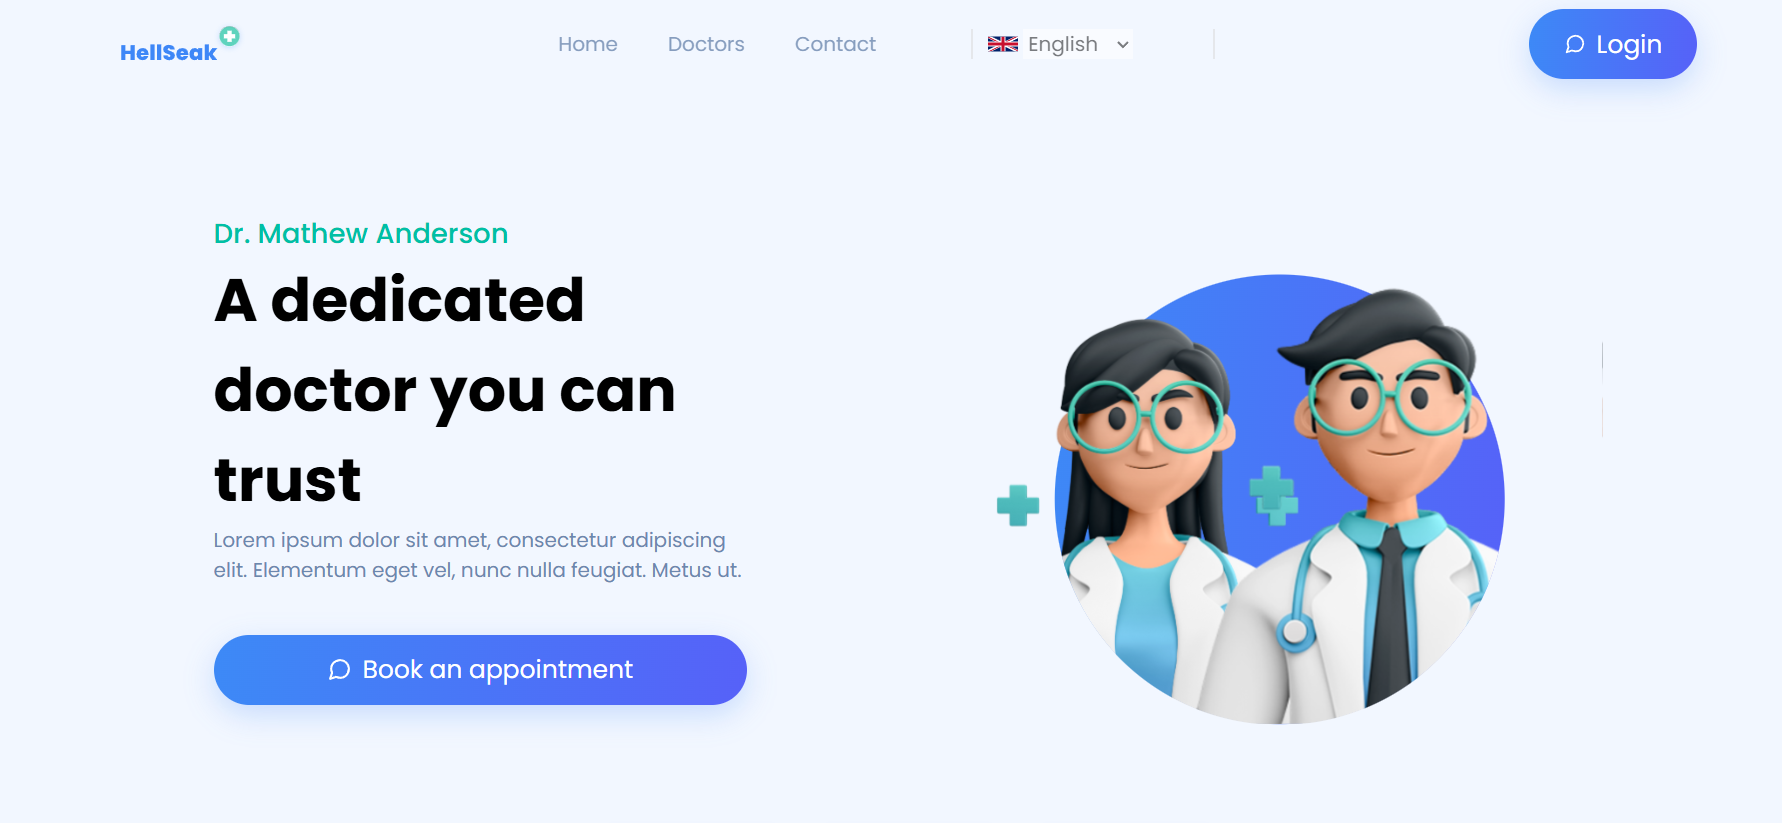 HellSeak
Home Doctors Contact English Login
Dr. Mathew Anderson
A dedicated
doctor you can
trust
Lorem ipsum dolor sit amet, consectetur adipiscing
elit. Elementum eget vel, nunc nulla feugiat. Metus ut.
Book an appointment